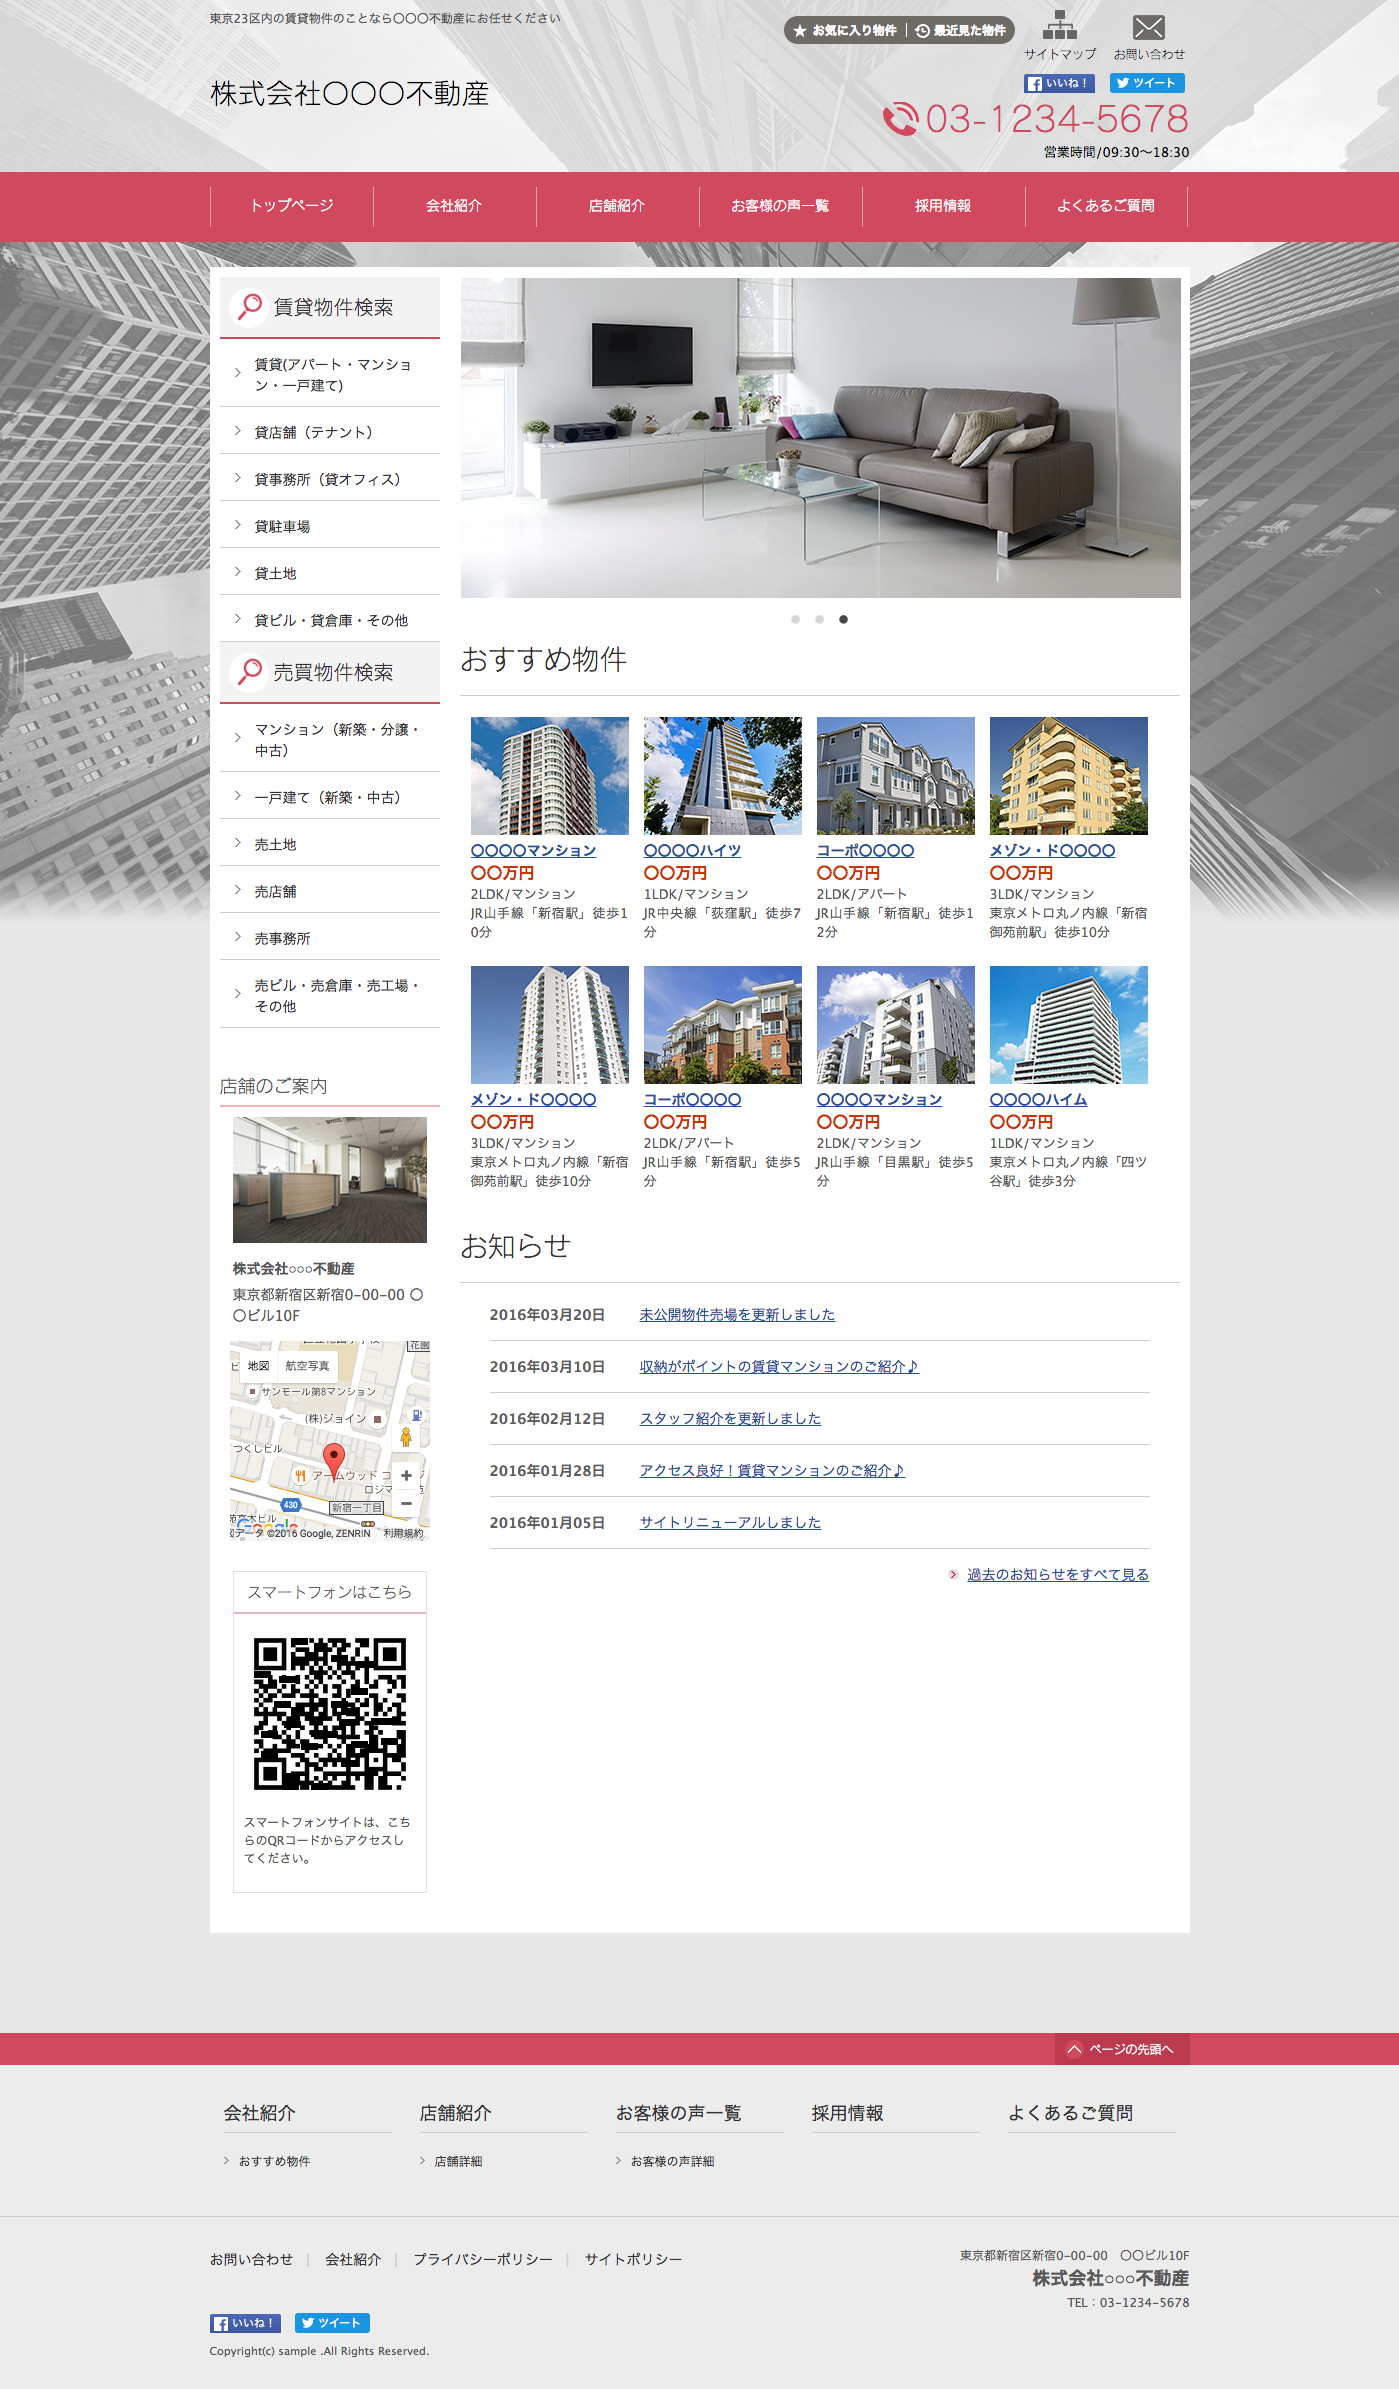 東京23区内の賃貸物件のことなら〇〇〇不動産にお任せください
お気に入り物件
最近見た物件
サイトマップ
お問い合わせ
株式会社〇〇〇不動産
いいね！
ツイート
03-1234-5678
営業時間/09:30～18:30
トップページ
会社紹介
店舗紹介
お客様の声一覧
採用情報
よくあるご質問
賃貸物件検索
賃貸(アパート・マンショ
ン・一戸建て)
貸店舗（テナント）
貸事務所（貸オフィス）
貸駐車場
貸土地
貸ビル・貸倉庫・その他
売買物件検索
マンション（新築・分譲・
中古）
一戸建て（新築・中古）
売土地
売店舗
売事務所
売ビル・売倉庫・売工場・
その他
店舗のご案内
株式会社○○○不動産
東京都新宿区新宿0-00-00 〇
〇ビル10F
花園
地図
航空写真
サンモール第8マンション
(株)ジョイン
つくしビル
アームウッド コ
ロジマ
430
新宿一丁目
Google
©2016 Google, ZENRIN
利用規約
スマートフォンはこちら
スマートフォンサイトは、こち
らのQRコードからアクセスし
てください。
おすすめ物件
〇〇〇〇マンション
〇〇万円
2LDK/マンション
JR山手線「新宿駅」徒歩1
0分
〇〇〇〇ハイツ
〇〇万円
1LDK/マンション
JR中央線「荻窪駅」徒歩7
分
コーポ〇〇〇〇
〇〇万円
2LDK/アパート
JR山手線「新宿駅」徒歩1
2分
メゾン・ド〇〇〇〇
〇〇万円
3LDK/マンション
東京メトロ丸ノ内線「新宿
御苑前駅」徒歩10分
メゾン・ド〇〇〇〇
〇〇万円
3LDK/マンション
東京メトロ丸ノ内線「新宿
御苑前駅」徒歩10分
コーポ〇〇〇〇
〇〇万円
2LDK/アパート
JR山手線「新宿駅」徒歩5
分
〇〇〇〇マンション
〇〇万円
2LDK/マンション
JR山手線「目黒駅」徒歩5
分
〇〇〇〇ハイム
〇〇万円
1LDK/マンション
東京メトロ丸ノ内線「四ツ
谷駅」徒歩3分
お知らせ
2016年03月20日 未公開物件売場を更新しました
2016年03月10日 収納がポイントの賃貸マンションのご紹介♪
2016年02月12日 スタッフ紹介を更新しました
2016年01月28日 アクセス良好！賃貸マンションのご紹介♪
2016年01月05日 サイトリニューアルしました
過去のお知らせをすべて見る
ページの先頭へ
会社紹介
おすすめ物件
店舗紹介
店舗詳細
お客様の声一覧
お客様の声詳細
採用情報
よくあるご質問
お問い合わせ | 会社紹介 | プライバシーポリシー | サイトポリシー
東京都新宿区新宿0-00-00 〇〇ビル10F
株式会社○○○不動産
TEL：03-1234-5678
いいね！
ツイート
Copyright(c) sample .All Rights Reserved.